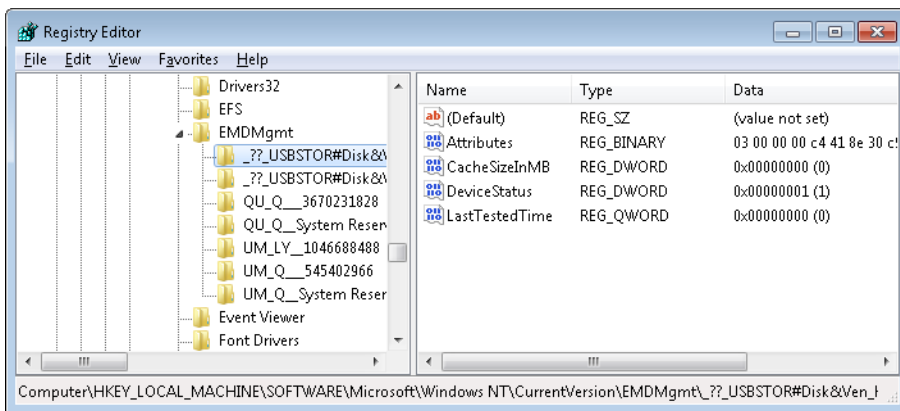 Registry Editor
File Edit View Favorites Help
Drivers32
EFS
EMDMgmt
_??_USBSTOR#Disk&V
_??_USBSTOR#Disk&V
QU_Q___3670231828
QU_Q__System Reser
UM_LY__1046688488
UM_Q___545402966
UM_Q__System Reser
Event Viewer
Font Drivers
Name Type Data
(Default) REG_SZ (value not set)
Attributes REG_BINARY 03 00 00 00 c4 41 8e 30 c
CacheSizeInMB REG_DWORD 0x00000000 (0)
DeviceStatus REG_DWORD 0x00000001 (1)
LastTestedTime REG_QWORD 0x00000000 (0)
Computer\HKEY_LOCAL_MACHINE\SOFTWARE\Microsoft\Windows NT\CurrentVersion\EMDMgmt\_??_USBSTOR#Disk&Ven_